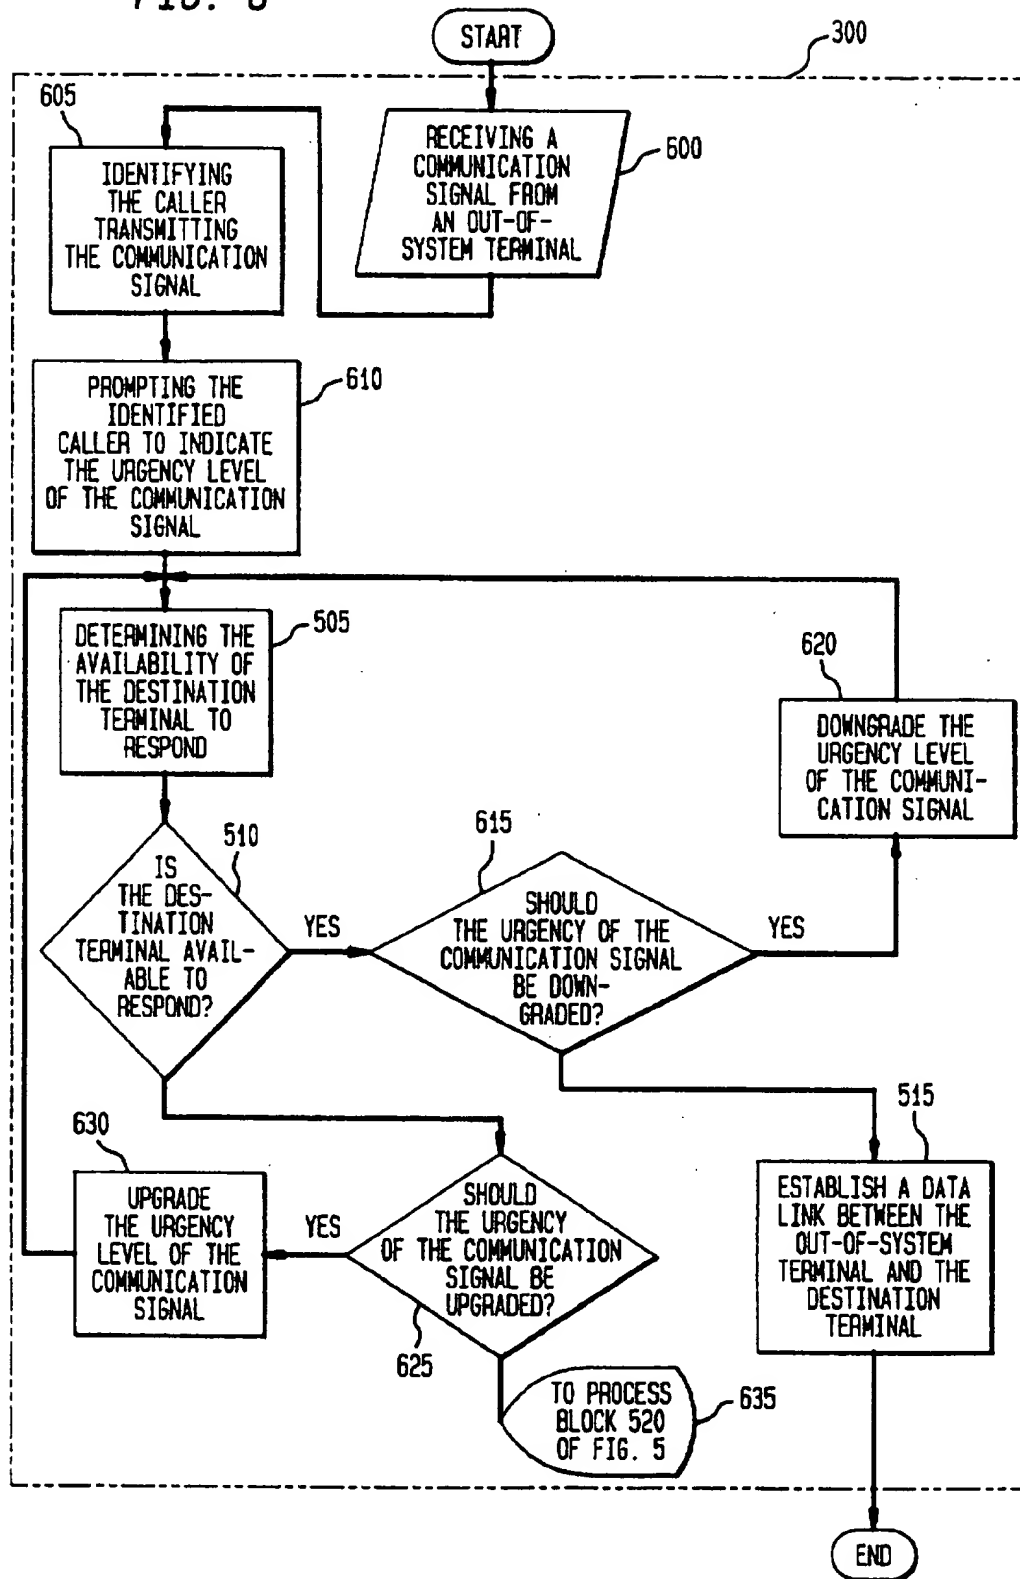 START
300
605
RECEIVING A
COMMUNICATION
SIGNAL FROM
AN OUT-OF-
SYSTEM TERMINAL
600
IDENTIFYING
THE CALLER
TRANSMITTING
THE COMMUNICATION
SIGNAL
PROMPTING THE
IDENTIFIED
CALLER TO INDICATE
THE URGENCY LEVEL
OF THE COMMUNICATION
SIGNAL
610
DETERMINING THE
AVAILABILITY OF
THE DESTINATION
TERMINAL TO
RESPOND
505
620
DOWNGRADE THE
URGENCY LEVEL
OF THE COMMUNI-
CATION SIGNAL
IS
THE DES-
TINATION
TERMINAL AVAIL-
ABLE TO
RESPOND?
510
YES
615
SHOULD
THE URGENCY OF THE
COMMUNICATION SIGNAL
BE DOWN-
GRADED?
YES
630
UPGRADE
THE URGENCY
LEVEL OF THE
COMMUNICATION
SIGNAL
YES
SHOULD
THE URGENCY
OF THE COMMUNICATION
SIGNAL BE
UPGRADED?
625
515
ESTABLISH A DATA
LINK BETWEEN THE
OUT-OF-SYSTEM
TERMINAL AND THE
DESTINATION
TERMINAL
TO PROCESS
BLOCK 520
OF FIG. 5
635
END